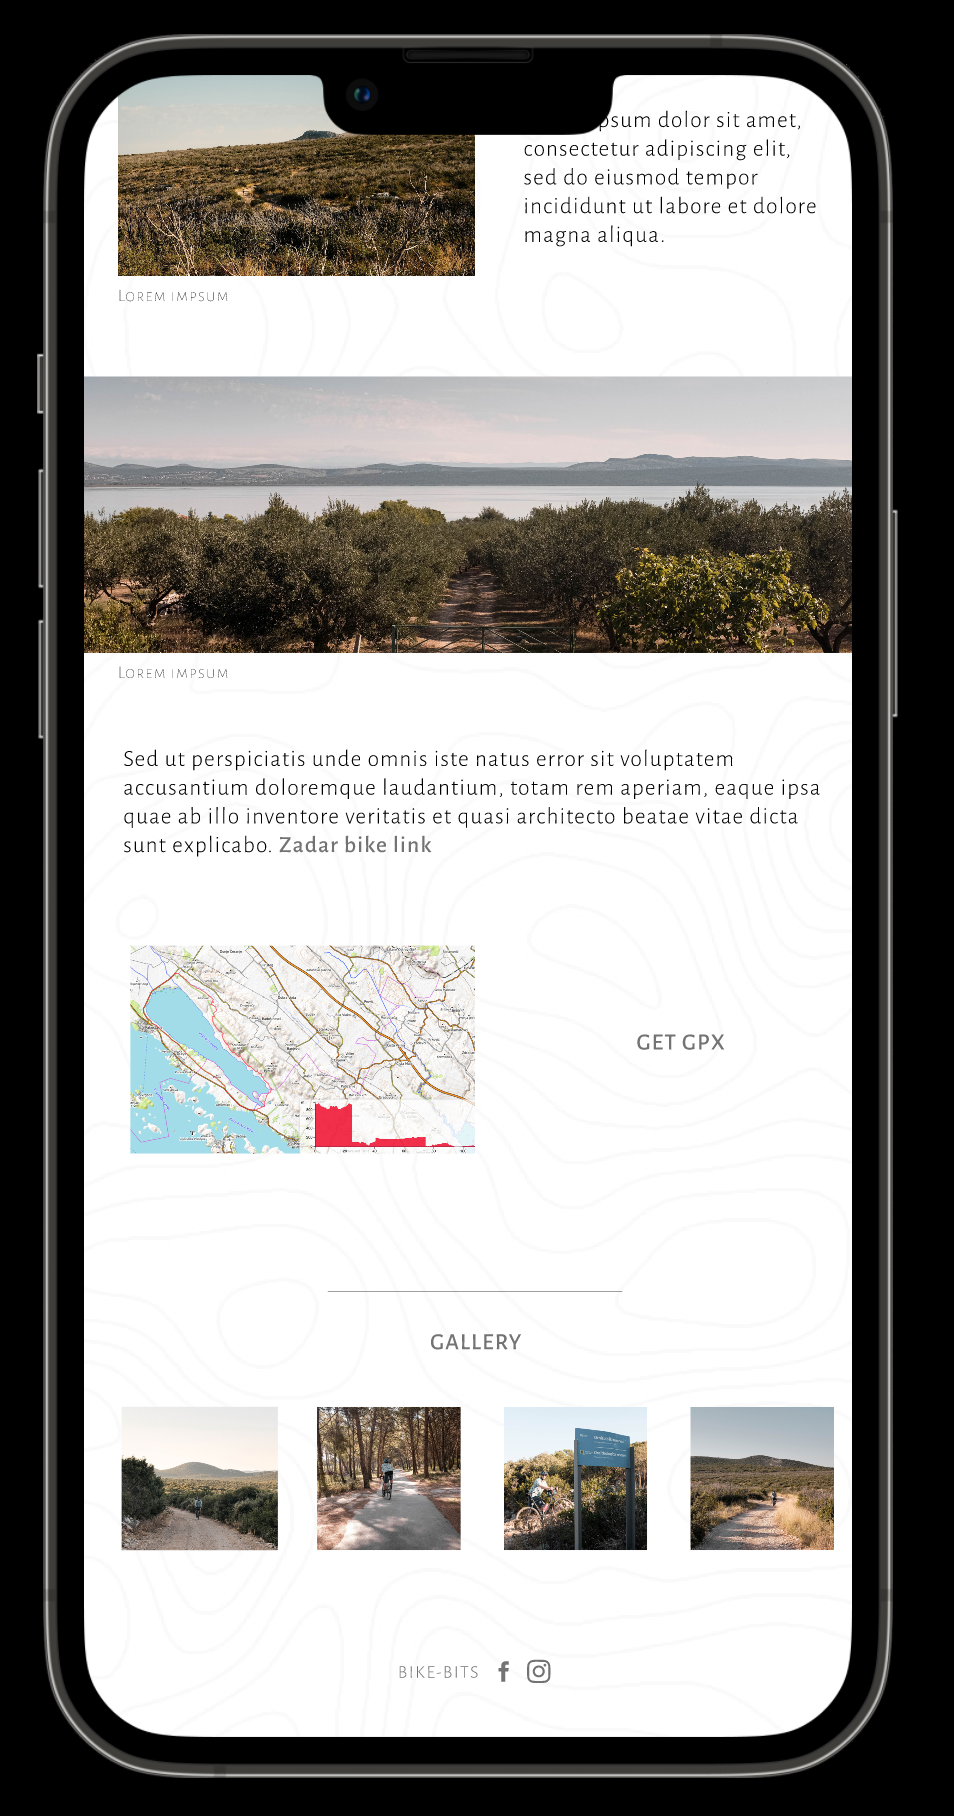 psum dolor sit amet,
consectetur adipiscing elit,
sed do eiusmod tempor
incididunt ut labore et dolore
magna aliqua.
Lorem impsum
Lorem impsum
Sed ut perspiciatis unde omnis iste natus error sit voluptatem
accusantium doloremque laudantium, totam rem aperiam, eaque ipsa
quae ab illo inventore veritatis et quasi architecto beatae vitae dicta
sunt explicabo. Zadar bike link
GET GPX
GALLERY
BIKE-BITS